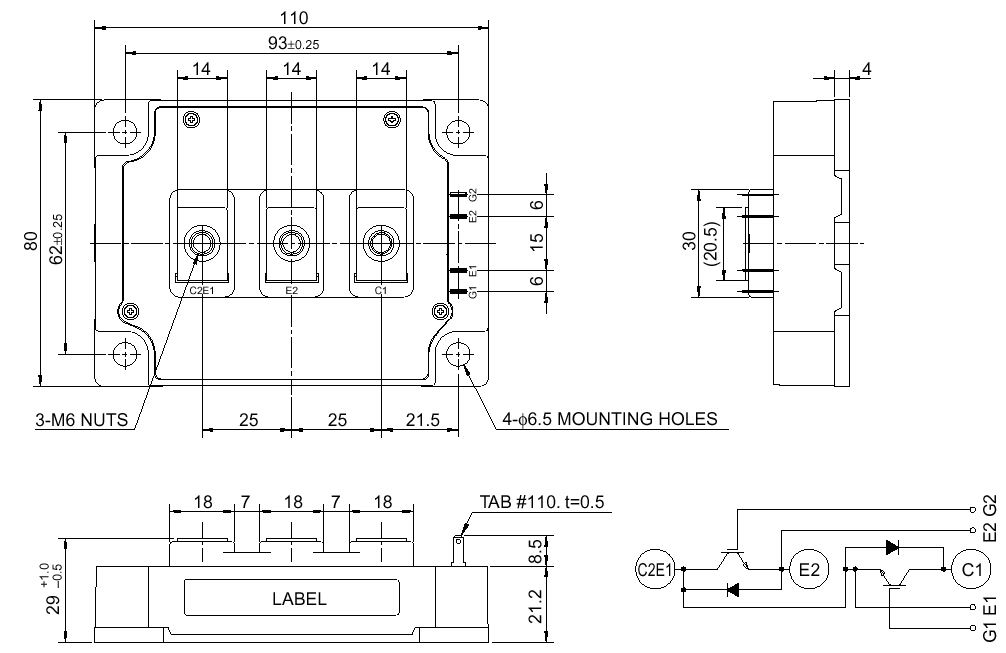 110
93±0.25
14
14
14
4
80
62±0.25
G2
E2
E1
G1
6
15
6
30
(20.5)
C2E1
E2
C1
3-M6 NUTS
25
25
21.5
4-ϕ6.5 MOUNTING HOLES
18
7
18
7
18
TAB #110. t=0.5
29 +1.0 −0.5
LABEL
8.5
21.2
G2
E2
C2E1
E2
C1
E1
G1